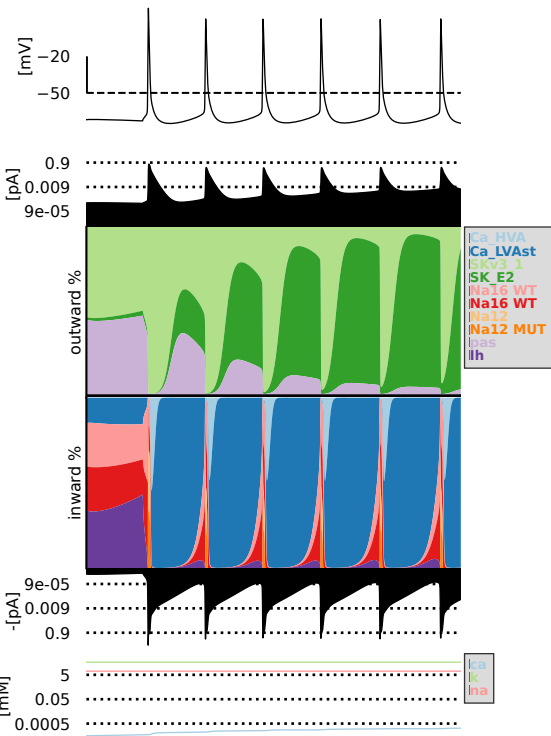 [mV]
−20
−50
[pA]
0.9
0.009
9e-05
outward %
Ca_HVA
Ca_LVAst
SKv3_1
SK_E2
Na16 WT
Na16 WT
Na12
Na12 MUT
pas
Ih
inward %
-[pA]
9e-05
0.009
0.9
[mM]
5
0.05
0.0005
ca
k
na